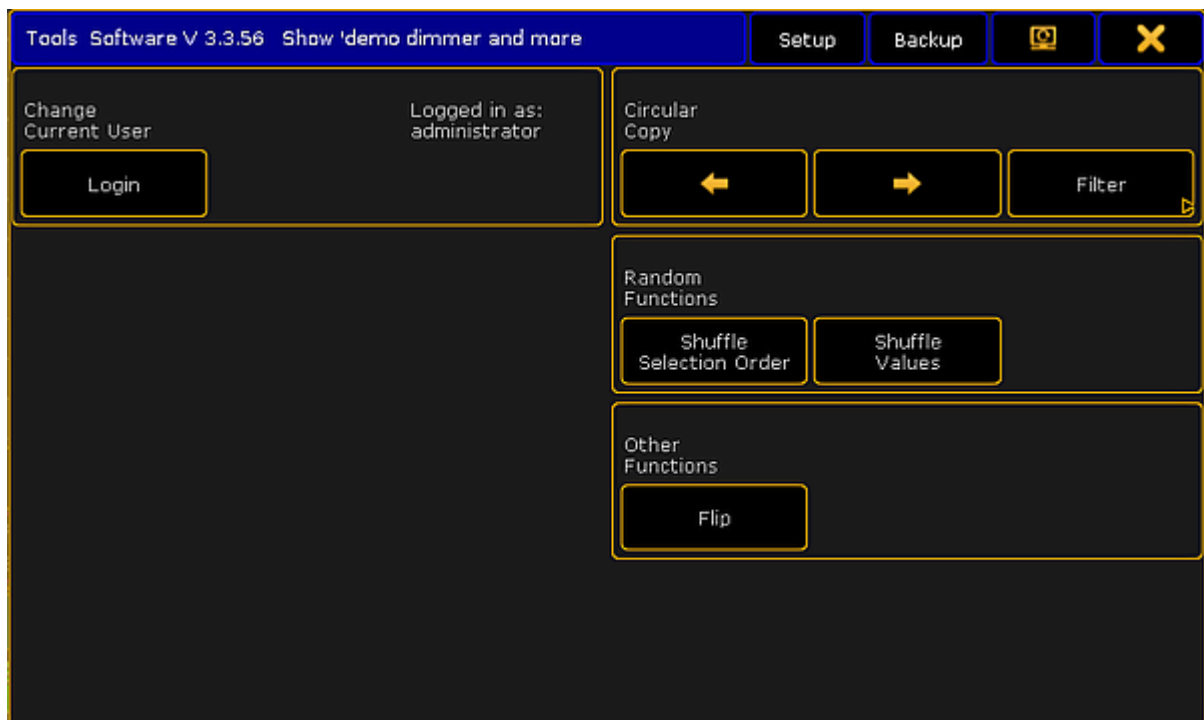 Tools Software V 3.3.56 Show 'demo dimmer and more
Setup
Backup
Change
Current User
Logged in as:
administrator
Login
Circular
Copy
Filter
Random
Functions
Shuffle
Selection Order
Shuffle
Values
Other
Functions
Flip